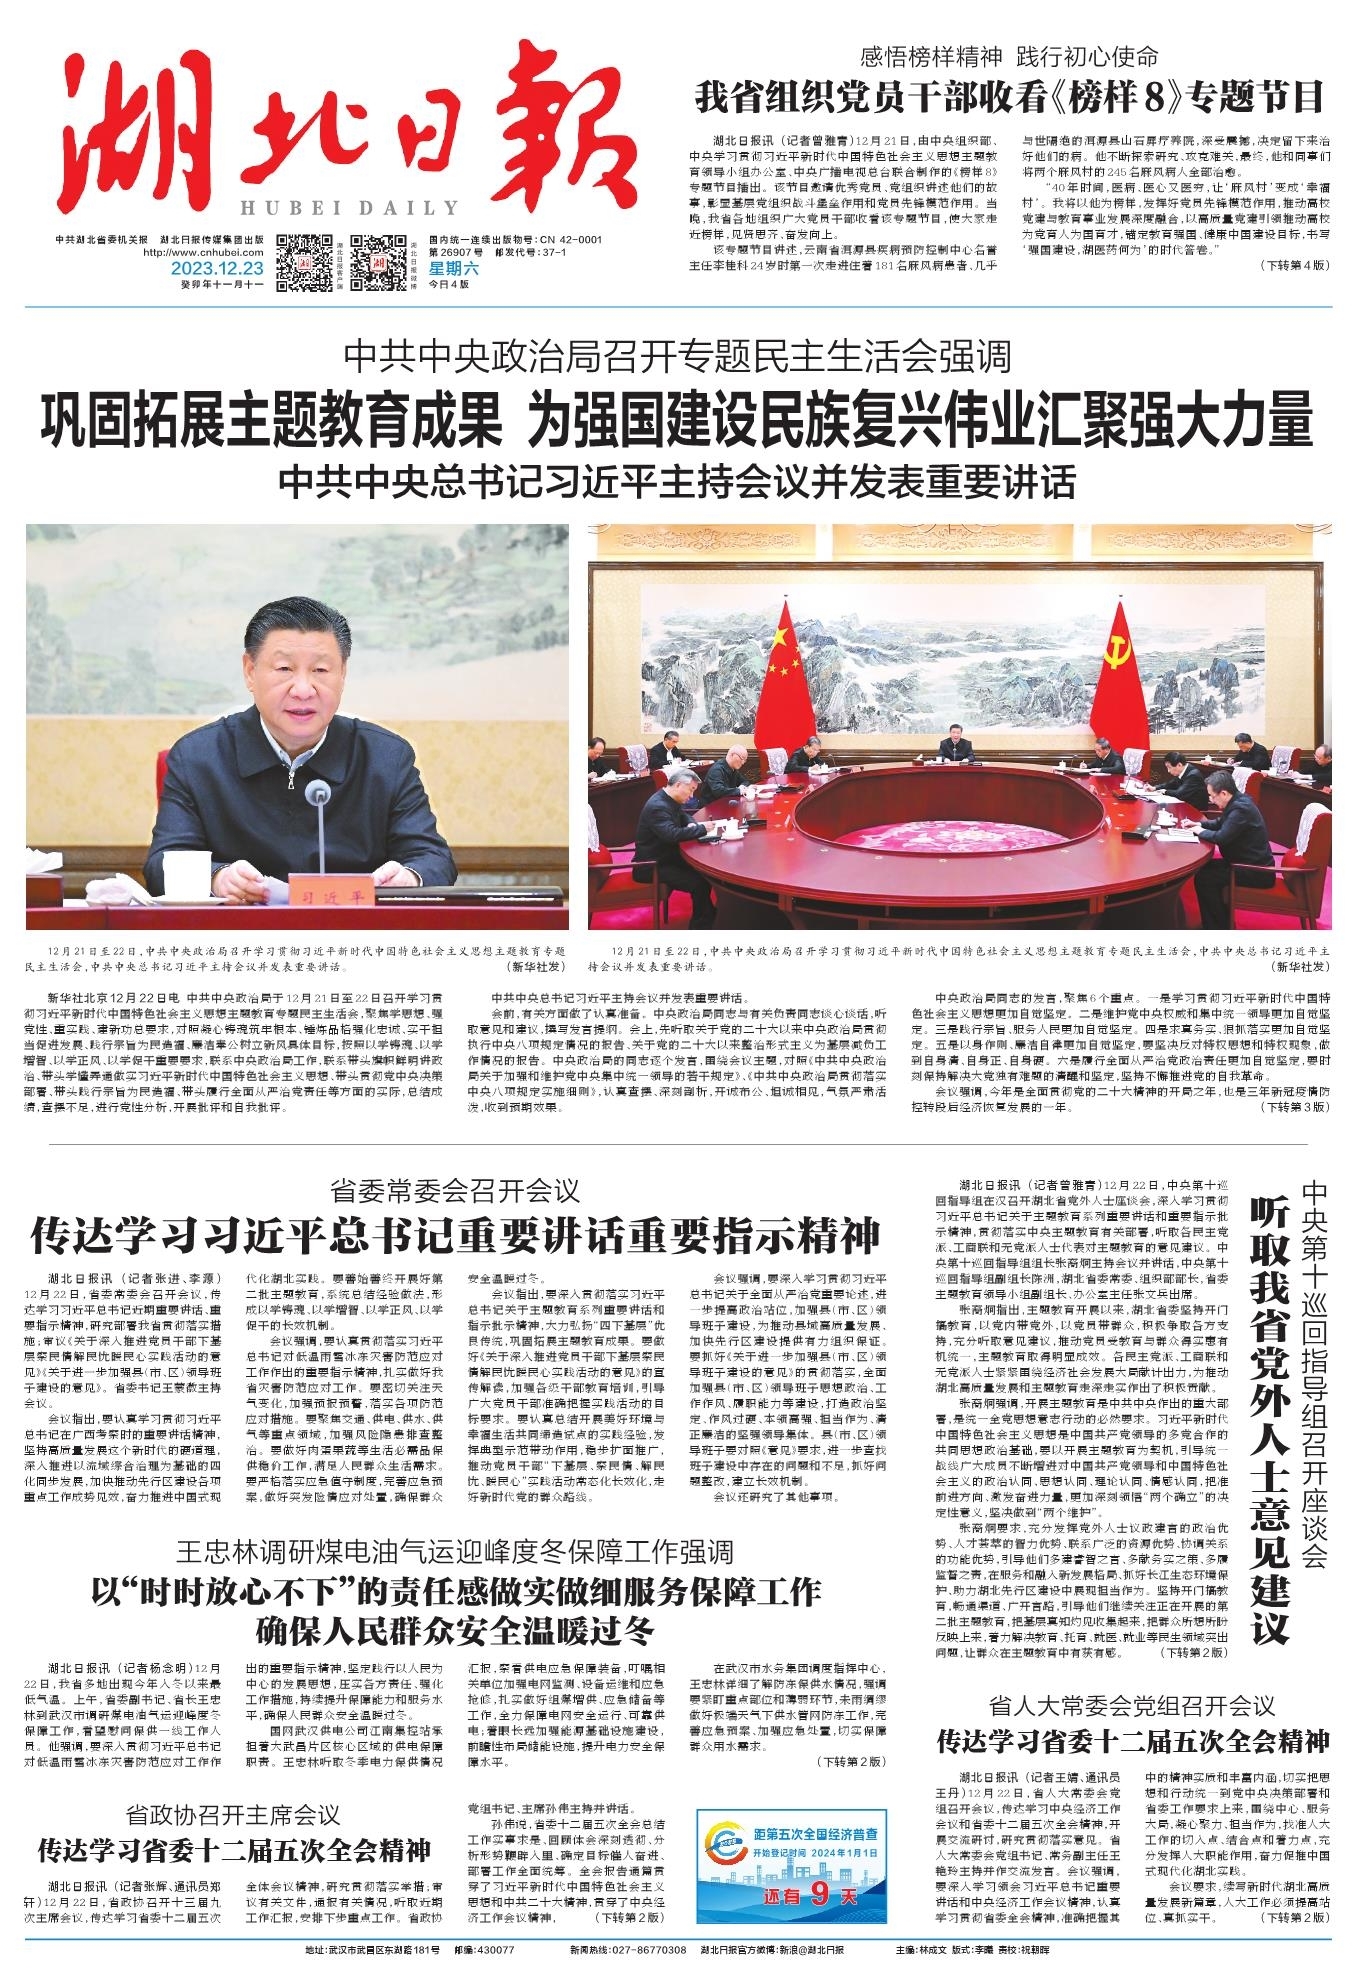 湖北日報
HUBEI DAILY
中共湖北省委机关报 湖北日报传媒集团出版
http://www.cnhubei.com
2023.12.23
癸卯年十一月十一
湖北日报客户端
湖北日报微博
国内统一连续出版物号:CN 42-0001
第26907号 邮发代号:37-1
星期六
今日4版
感悟榜样精神 践行初心使命
我省组织党员干部收看《榜样8》专题节目
湖北日报讯（记者曾雅青）12月21日,由中央组织部、
中央学习贯彻习近平新时代中国特色社会主义思想主题教
育领导小组办公室、中央广播电视总台联合制作的《榜样8》
专题节目播出。该节目邀请优秀党员、党组织讲述他们的故
事,彰显基层党组织战斗堡垒作用和党员先锋模范作用。当
晚,我省各地组织广大党员干部收看该专题节目,使大家走
近榜样,见贤思齐,奋发向上。
该专题节目讲述,云南省洱源县疾病预防控制中心名誉
主任李桂科24岁时第一次走进住着181名麻风病患者、几乎
与世隔绝的洱源县山石屏疗养院,深受震撼,决定留下来治
好他们的病。他不断探索研究、攻克难关,最终,他和同事们
将两个麻风村的245名麻风病人全部治愈。
“40年时间,医病、医心又医穷,让‘麻风村’变成‘幸福
村’。我将以他为榜样,发挥好党员先锋模范作用,推动高校
党建与教育事业发展深度融合,以高质量党建引领推动高校
为党育人为国育才,锚定教育强国、健康中国建设目标,书写
‘强国建设,湖医药何为’的时代答卷。”
（下转第4版）
中共中央政治局召开专题民主生活会强调
巩固拓展主题教育成果 为强国建设民族复兴伟业汇聚强大力量
中共中央总书记习近平主持会议并发表重要讲话
习近平
12月21日至22日,中共中央政治局召开学习贯彻习近平新时代中国特色社会主义思想主题教育专题
民主生活会,中共中央总书记习近平主持会议并发表重要讲话。 （新华社发）
12月21日至22日,中共中央政治局召开学习贯彻习近平新时代中国特色社会主义思想主题教育专题民主生活会,中共中央总书记习近平主
持会议并发表重要讲话。 （新华社发）
新华社北京12月22日电 中共中央政治局于12月21日至22日召开学习贯
彻习近平新时代中国特色社会主义思想主题教育专题民主生活会,聚焦学思想、强
党性、重实践、建新功总要求,对照凝心铸魂筑牢根本、锤炼品格强化忠诚、实干担
当促进发展、践行宗旨为民造福、廉洁奉公树立新风具体目标,按照以学铸魂、以学
增智、以学正风、以学促干重要要求,联系中央政治局工作,联系带头旗帜鲜明讲政
治、带头学懂弄通做实习近平新时代中国特色社会主义思想、带头贯彻党中央决策
部署、带头践行宗旨为民造福、带头履行全面从严治党责任等方面的实际,总结成
绩,查摆不足,进行党性分析,开展批评和自我批评。
中共中央总书记习近平主持会议并发表重要讲话。
会前,有关方面做了认真准备。中央政治局同志与有关负责同志谈心谈话,听
取意见和建议,撰写发言提纲。会上,先听取关于党的二十大以来中央政治局贯彻
执行中央八项规定情况的报告、关于党的二十大以来整治形式主义为基层减负工
作情况的报告。中央政治局的同志逐个发言,围绕会议主题,对照《中共中央政治
局关于加强和维护党中央集中统一领导的若干规定》、《中共中央政治局贯彻落实
中央八项规定实施细则》,认真查摆、深刻剖析,开诚布公、坦诚相见,气氛严肃活
泼,收到预期效果。
中央政治局同志的发言,聚焦6个重点。一是学习贯彻习近平新时代中国特
色社会主义思想更加自觉坚定。二是维护党中央权威和集中统一领导更加自觉坚
定。三是践行宗旨、服务人民更加自觉坚定。四是求真务实、狠抓落实更加自觉坚
定。五是以身作则、廉洁自律更加自觉坚定,要坚决反对特权思想和特权现象,做
到自身清、自身正、自身硬。六是履行全面从严治党政治责任更加自觉坚定,要时
刻保持解决大党独有难题的清醒和坚定,坚持不懈推进党的自我革命。
会议强调,今年是全面贯彻党的二十大精神的开局之年,也是三年新冠疫情防
控转段后经济恢复发展的一年。 （下转第3版）
省委常委会召开会议
传达学习习近平总书记重要讲话重要指示精神
湖北日报讯（记者张进、李源）
12月22日,省委常委会召开会议,传
达学习习近平总书记近期重要讲话、重
要指示精神,研究部署我省贯彻落实措
施;审议《关于深入推进党员干部下基
层察民情解民忧暖民心实践活动的意
见》《关于进一步加强县(市、区)领导班
子建设的意见》。省委书记王蒙徽主持
会议。
会议指出,要认真学习贯彻习近平
总书记在广西考察时的重要讲话精神,
坚持高质量发展这个新时代的硬道理,
深入推进以流域综合治理为基础的四
化同步发展,加快推动先行区建设各项
重点工作成势见效,奋力推进中国式现
代化湖北实践。要善始善终开展好第
二批主题教育,系统总结经验做法,形
成以学铸魂、以学增智、以学正风、以学
促干的长效机制。
会议强调,要认真贯彻落实习近平
总书记对低温雨雪冰冻灾害防范应对
工作作出的重要指示精神,扎实做好我
省灾害防范应对工作。要密切关注天
气变化,加强预报预警,落实各项防范
应对措施。要聚焦交通、供电、供水、供
气等重点领域,加强风险隐患排查整
治。要做好肉菜果蔬等生活必需品保
供稳价工作,满足人民群众生活需求。
要严格落实应急值守制度,完善应急预
案,做好突发险情应对处置,确保群众
安全温暖过冬。
会议指出,要深入贯彻落实习近平
总书记关于主题教育系列重要讲话和
指示批示精神,大力弘扬“四下基层”优
良传统,巩固拓展主题教育成果。要做
好《关于深入推进党员干部下基层察民
情解民忧暖民心实践活动的意见》的宣
传解读,加强各级干部教育培训,引导
广大党员干部准确把握实践活动的目
标要求。要认真总结开展美好环境与
幸福生活共同缔造试点的实践经验,发
挥典型示范带动作用,稳步扩面推广,
推动党员干部“下基层、察民情、解民
忧、暖民心”实践活动常态化长效化,走
好新时代党的群众路线。
会议强调,要深入学习贯彻习近平
总书记关于全面从严治党重要论述,进
一步提高政治站位,加强县(市、区)领
导班子建设,为推动县域高质量发展、
加快先行区建设提供有力组织保证。
要抓好《关于进一步加强县(市、区)领
导班子建设的意见》的贯彻落实,全面
加强县(市、区)领导班子思想政治、工
作作风、履职能力等建设,打造政治坚
定、作风过硬、本领高强、担当作为、清
正廉洁的坚强领导集体。县(市、区)领
导班子要对照《意见》要求,进一步查找
班子建设中存在的问题和不足,抓好问
题整改,建立长效机制。
会议还研究了其他事项。
湖北日报讯（记者曾雅青)12月22日,中央第十巡
回指导组在汉召开湖北省党外人士座谈会,深入学习贯彻
习近平总书记关于主题教育系列重要讲话和重要指示批
示精神,贯彻落实中央主题教育有关部署,听取各民主党
派、工商联和无党派人士代表对主题教育的意见建议。中
央第十巡回指导组组长张裔炯主持会议并讲话,中央第十
巡回指导组副组长陈洲,湖北省委常委、组织部部长,省委
主题教育领导小组副组长、办公室主任张文兵出席。
张裔炯指出,主题教育开展以来,湖北省委坚持开门
搞教育,以党内带党外,以党员带群众,积极争取各方支
持,充分听取意见建议,推动党员受教育与群众得实惠有
机统一,主题教育取得明显成效。各民主党派、工商联和
无党派人士紧紧围绕经济社会发展大局献计出力,为推动
湖北高质量发展和主题教育走深走实作出了积极贡献。
张裔炯强调,开展主题教育是中共中央作出的重大部
署,是统一全党思想意志行动的必然要求。习近平新时代
中国特色社会主义思想是中国共产党领导的多党合作的
共同思想政治基础,要以开展主题教育为契机,引导统一
战线广大成员不断增进对中国共产党领导和中国特色社
会主义的政治认同、思想认同、理论认同、情感认同,把准
前进方向、激发奋进力量,更加深刻领悟“两个确立”的决
定性意义,坚决做到“两个维护”。
张裔炯要求,充分发挥党外人士议政建言的政治优
势、人才荟萃的智力优势、联系广泛的资源优势、协调关系
的功能优势,引导他们多建睿智之言、多献务实之策、多履
监督之责,在服务和融入新发展格局、抓好长江生态环境保
护、助力湖北先行区建设中展现担当作为。坚持开门搞教
育,畅通渠道、广开言路,引导他们继续关注正在开展的第
二批主题教育,把基层真知灼见收集起来,把群众所想所盼
反映上来,着力解决教育、托育、就医、就业等民生领域突出
问题,让群众在主题教育中有获有感。 （下转第2版）
中央第十巡回指导组召开座谈会
听取我省党外人士意见建议
王忠林调研煤电油气运迎峰度冬保障工作强调
以“时时放心不下”的责任感做实做细服务保障工作
确保人民群众安全温暖过冬
湖北日报讯（记者杨念明）12月
22日,我省多地出现今年入冬以来最
低气温。上午,省委副书记、省长王忠
林到武汉市调研煤电油气运迎峰度冬
保障工作,看望慰问保供一线工作人
员。他强调,要深入贯彻习近平总书记
对低温雨雪冰冻灾害防范应对工作作
出的重要指示精神,坚定践行以人民为
中心的发展思想,压实各方责任、强化
工作措施,持续提升保障能力和服务水
平,确保人民群众安全温暖过冬。
国网武汉供电公司江南集控站承
担着大武昌片区核心区域的供电保障
职责。王忠林听取冬季电力保供情况
汇报,察看供电应急保障装备,叮嘱相
关单位加强电网监测、设备运维和应急
抢修,扎实做好组煤增供、应急储备等
工作,全力保障电网安全运行、可靠供
电;着眼长远加强能源基础设施建设,
前瞻性布局储能设施,提升电力安全保
障水平。
在武汉市水务集团调度指挥中心,
王忠林详细了解防冻保供水情况,强调
要紧盯重点部位和薄弱环节,未雨绸缪
做好极端天气下供水管网防冻工作,完
善应急预案、加强应急处置,切实保障
群众用水需求。
（下转第2版）
省人大常委会党组召开会议
传达学习省委十二届五次全会精神
湖北日报讯（记者王婧、通讯员
王丹）12月22日,省人大常委会党
组召开会议,传达学习中央经济工作
会议和省委十二届五次全会精神,开
展交流研讨,研究贯彻落实意见。省
人大常委会党组书记、常务副主任王
艳玲主持并作交流发言。会议强调,
要深入学习领会习近平总书记重要
讲话和中央经济工作会议精神,认真
学习贯彻省委全会精神,准确把握其
中的精神实质和丰富内涵,切实把思
想和行动统一到党中央决策部署和
省委工作要求上来,围绕中心、服务
大局,凝心聚力,担当作为,找准人大
工作的切入点、结合点和着力点,充
分发挥人大职能作用,奋力促推中国
式现代化湖北实践。
会议要求,续写新时代湖北高质
量发展新篇章,人大工作必须提高站
位、真抓实干。 （下转第2版）
省政协召开主席会议
传达学习省委十二届五次全会精神
湖北日报讯（记者张辉、通讯员郑
轩）12月22日,省政协召开十三届九
次主席会议,传达学习省委十二届五次
全体会议精神,研究贯彻落实举措;审
议有关文件,通报有关情况,听取近期
工作汇报,安排下步重点工作。省政协
党组书记、主席孙伟主持并讲话。
孙伟说,省委十二届五次全会总结
工作实事求是、回顾体会深刻透彻、分
析形势鞭辟入里、确定目标催人奋进、
部署工作全面统筹。全会报告通篇贯
穿了习近平新时代中国特色社会主义
思想和中共二十大精神,贯穿了中央经
济工作会议精神, （下转第2版）
距第五次全国经济普查
开始登记时间 2024年1月1日
还有 9 天
地址:武汉市武昌区东湖路181号 邮编:430077 新闻热线:027-86770308 湖北日报官方微博:新浪@湖北日报 主编:林成文 版式:李曦 责校:祝朝晖